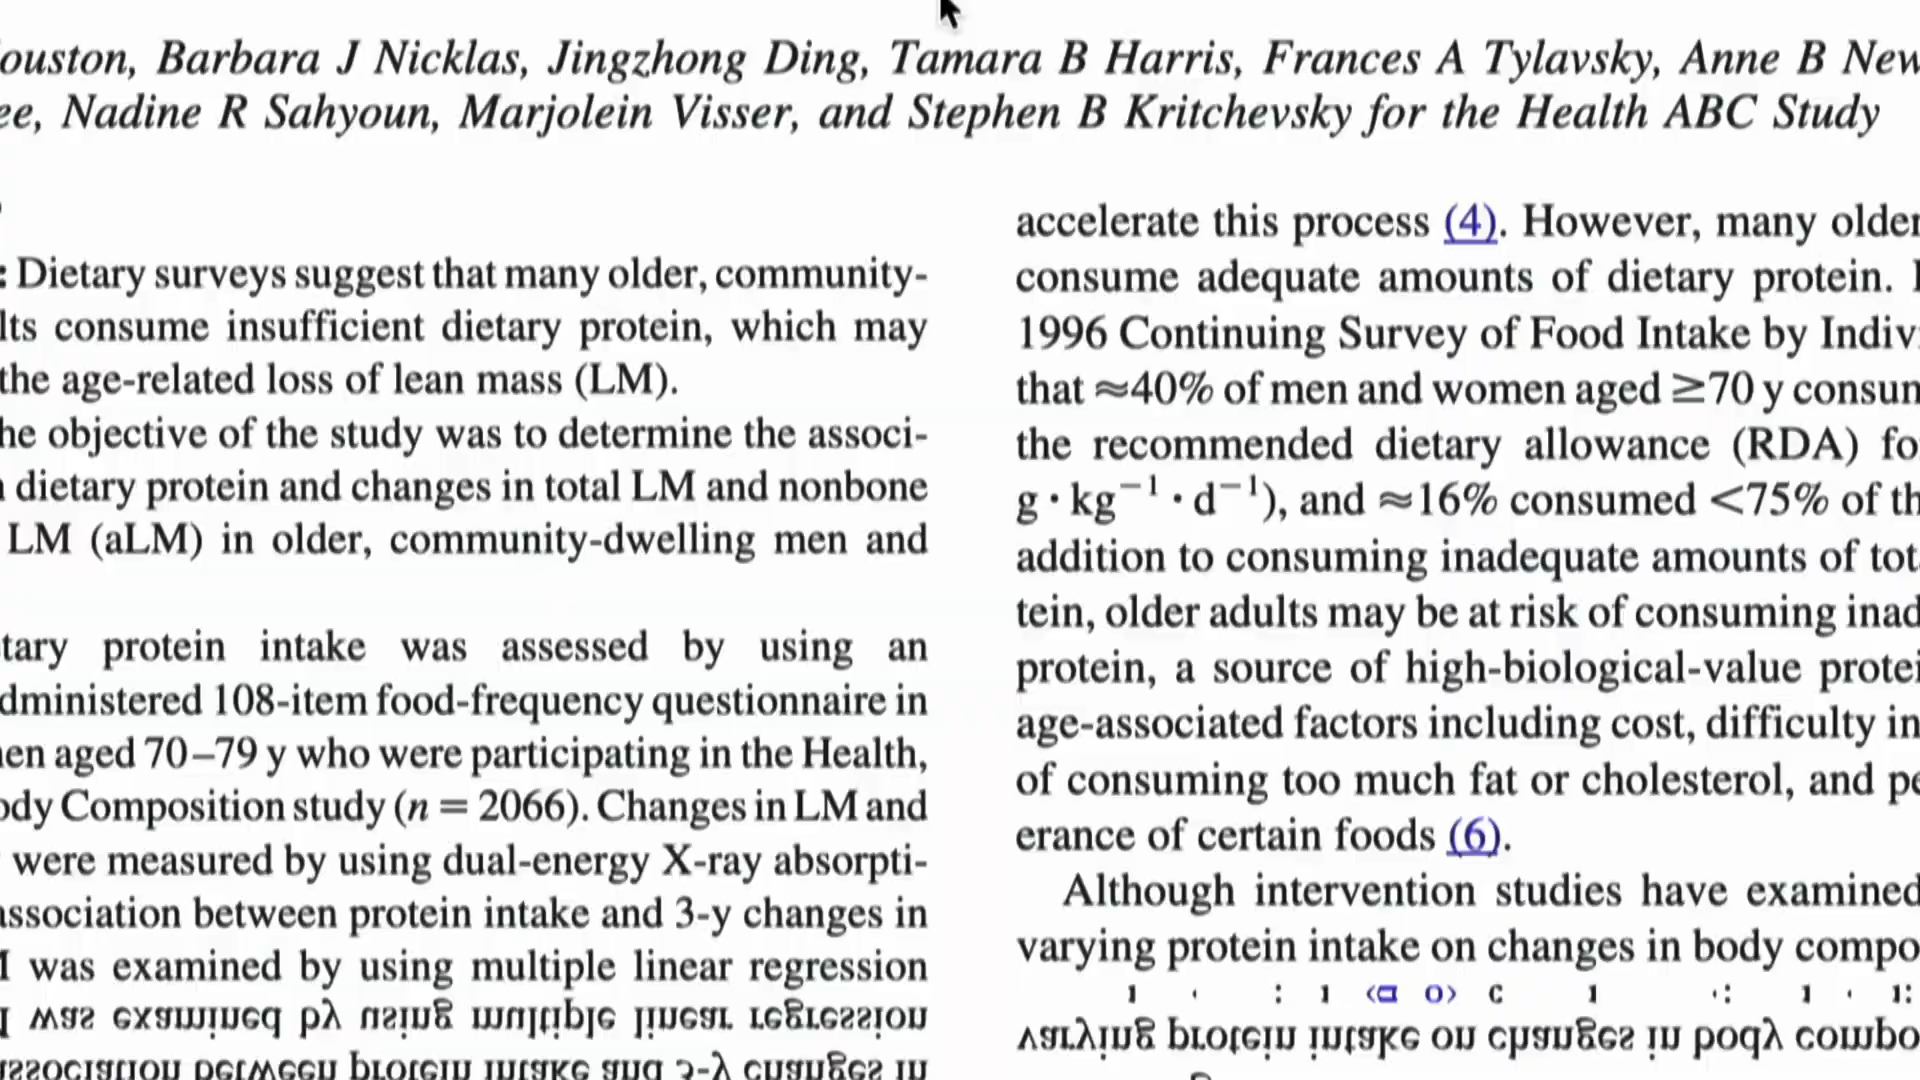 ouston, Barbara J Nicklas, Jingzhong Ding, Tamara B Harris, Frances A Tylavsky, Anne B New
ee, Nadine R Sahyoun, Marjolein Visser, and Stephen B Kritchevsky for the Health ABC Study
: Dietary surveys suggest that many older, community-
lts consume insufficient dietary protein, which may
the age-related loss of lean mass (LM).
he objective of the study was to determine the associ-
dietary protein and changes in total LM and nonbone
LM (aLM) in older, community-dwelling men and
tary protein intake was assessed by using an
dministered 108-item food-frequency questionnaire in
en aged 70–79 y who were participating in the Health,
ody Composition study (n = 2066). Changes in LM and
were measured by using dual-energy X-ray absorpti-
association between protein intake and 3-y changes in
was examined by using multiple linear regression
accelerate this process (4). However, many older
consume adequate amounts of dietary protein.
1996 Continuing Survey of Food Intake by Indiv
that ≈40% of men and women aged ≥70 y consum
the recommended dietary allowance (RDA) fo
g · kg⁻¹ · d⁻¹), and ≈16% consumed <75% of th
addition to consuming inadequate amounts of tot
tein, older adults may be at risk of consuming inad
protein, a source of high-biological-value protei
age-associated factors including cost, difficulty in
of consuming too much fat or cholesterol, and pe
erance of certain foods (6).
Although intervention studies have examined
varying protein intake on changes in body compo